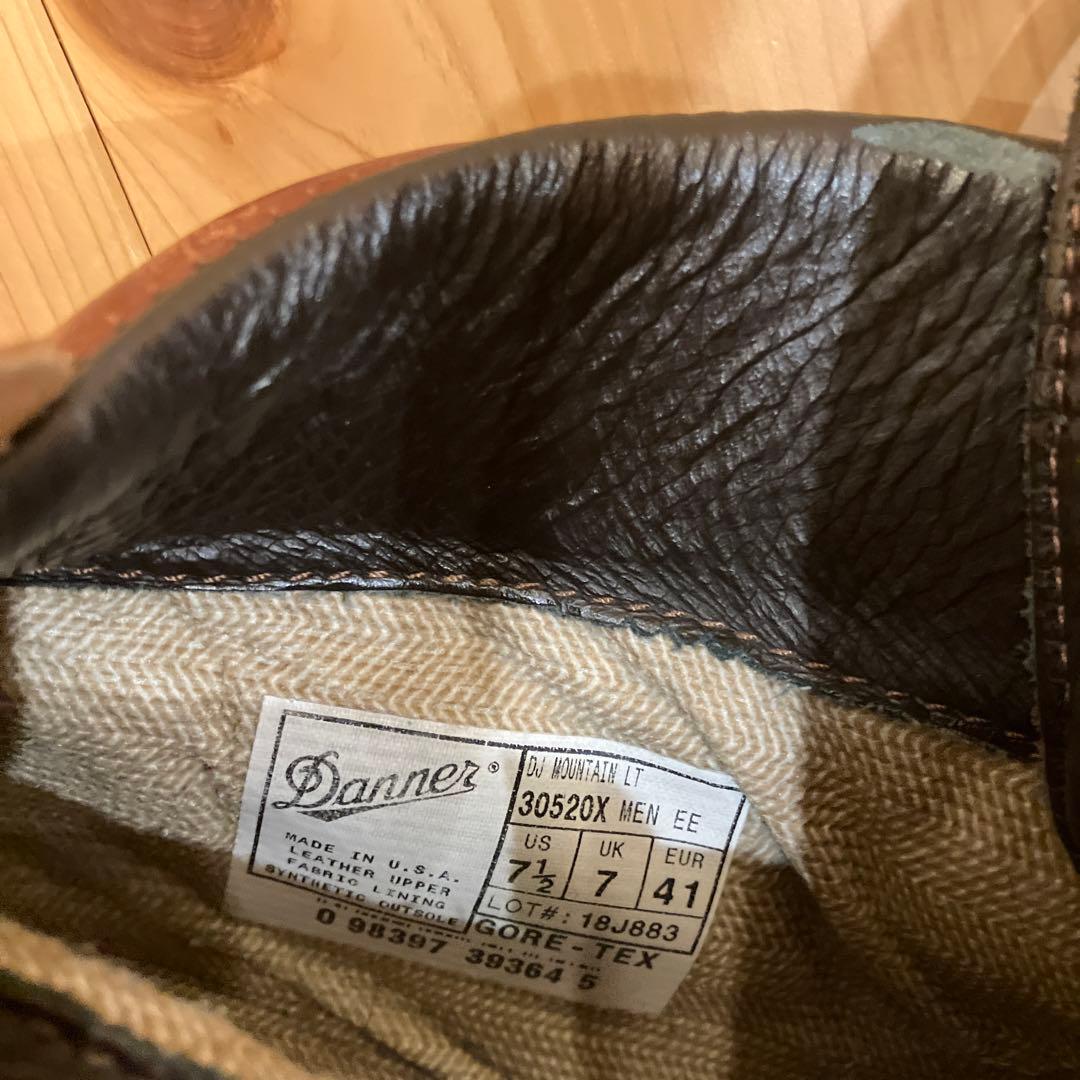 Danner®
MADE IN U.S.A.
LEATHER UPPER
FABRIC LINING
SYNTHETIC OUTSOLE
DJ MOUNTAIN LT
30520X MEN EE
US UK EUR
7½ 7 41
LOT#: 18J883
GORE-TEX
0 98397 39364 5